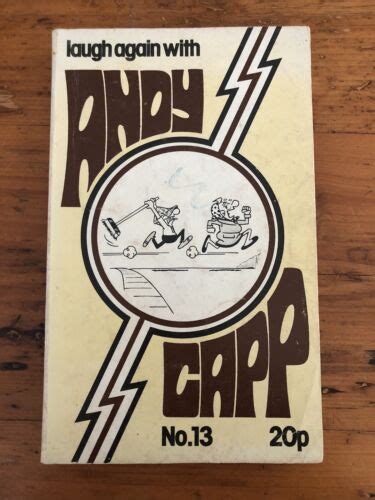 laugh again with
ANDY
CAPP
No.13 20p